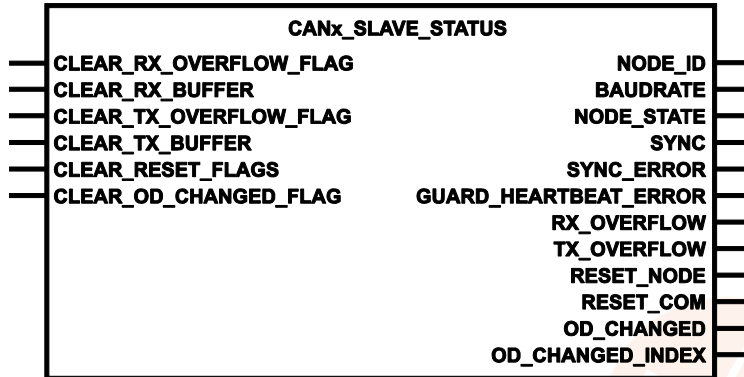 CANx_SLAVE_STATUS
CLEAR_RX_OVERFLOW_FLAG NODE_ID
CLEAR_RX_BUFFER BAUDRATE
CLEAR_TX_OVERFLOW_FLAG NODE_STATE
CLEAR_TX_BUFFER SYNC
CLEAR_RESET_FLAGS SYNC_ERROR
CLEAR_OD_CHANGED_FLAG GUARD_HEARTBEAT_ERROR
RX_OVERFLOW
TX_OVERFLOW
RESET_NODE
RESET_COM
OD_CHANGED
OD_CHANGED_INDEX